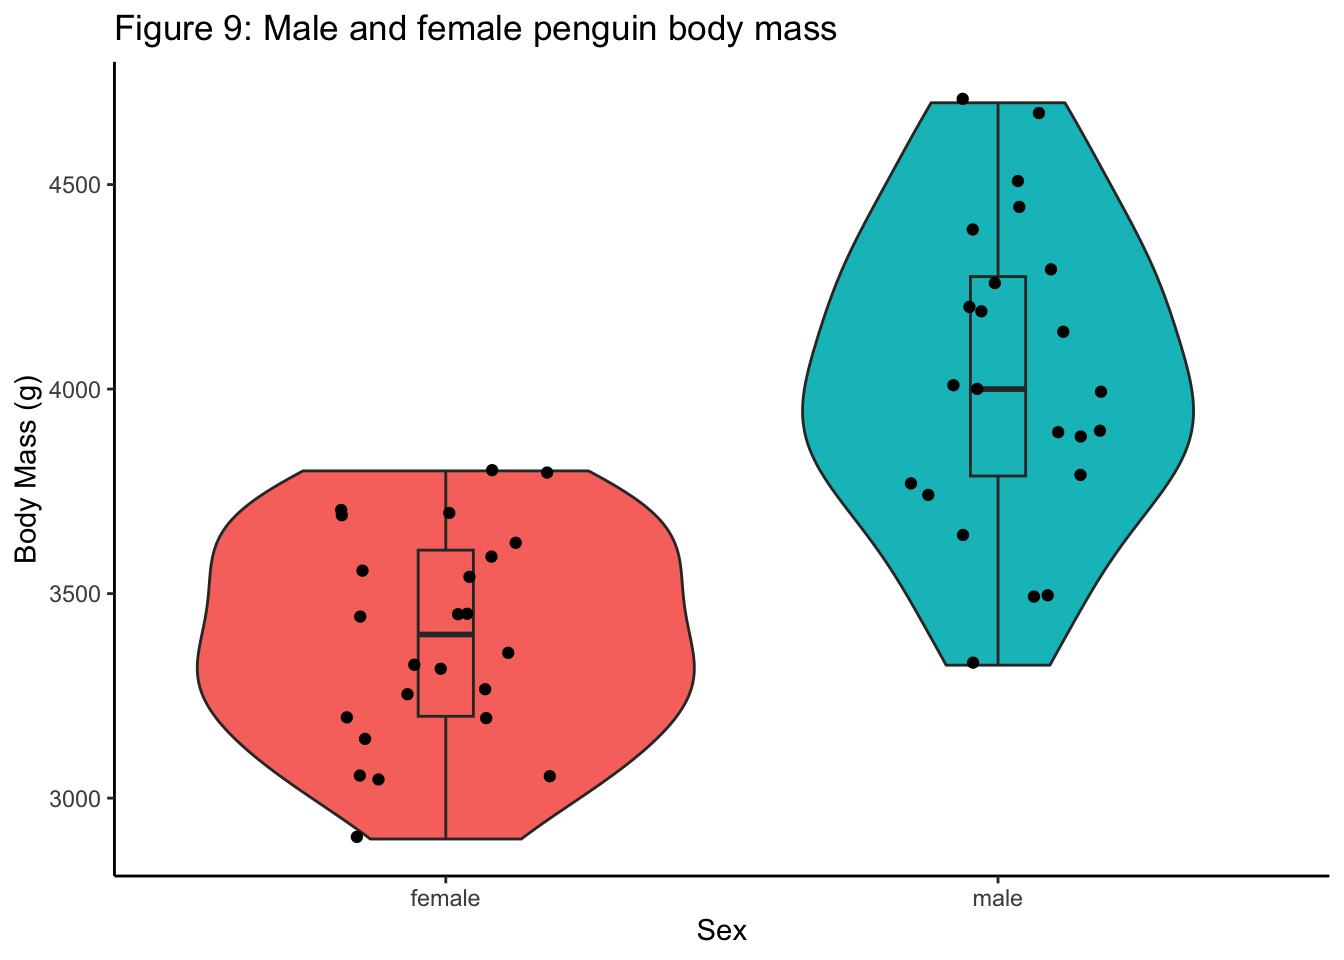 Figure 9: Male and female penguin body mass
Body Mass (g)
4500
4000
3500
3000
female
male
Sex